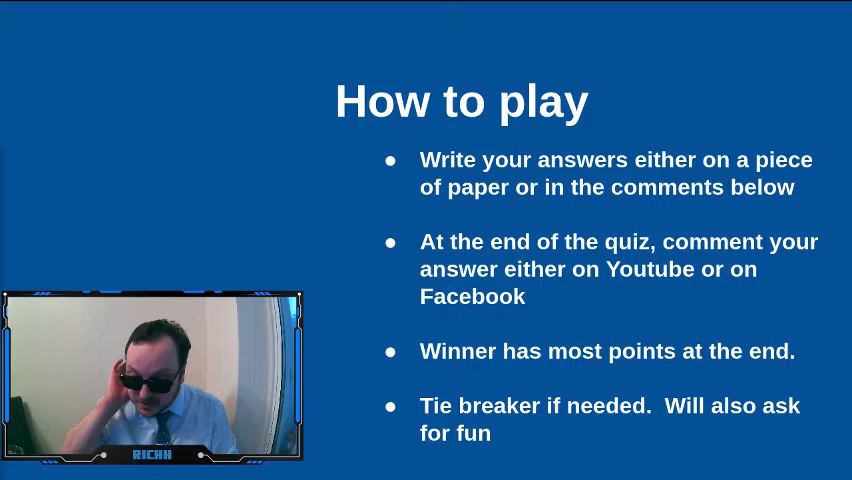 How to play
● Write your answers either on a piece
of paper or in the comments below
● At the end of the quiz, comment your
answer either on Youtube or on
Facebook
● Winner has most points at the end.
● Tie breaker if needed.  Will also ask
for fun
RICHH